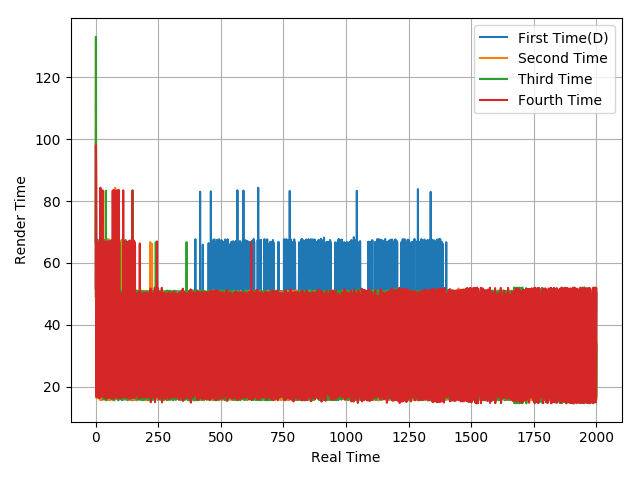 First Time(D)
Second Time
Third Time
Fourth Time
Render Time
120
100
80
60
40
20
0 250 500 750 1000 1250 1500 1750 2000
Real Time